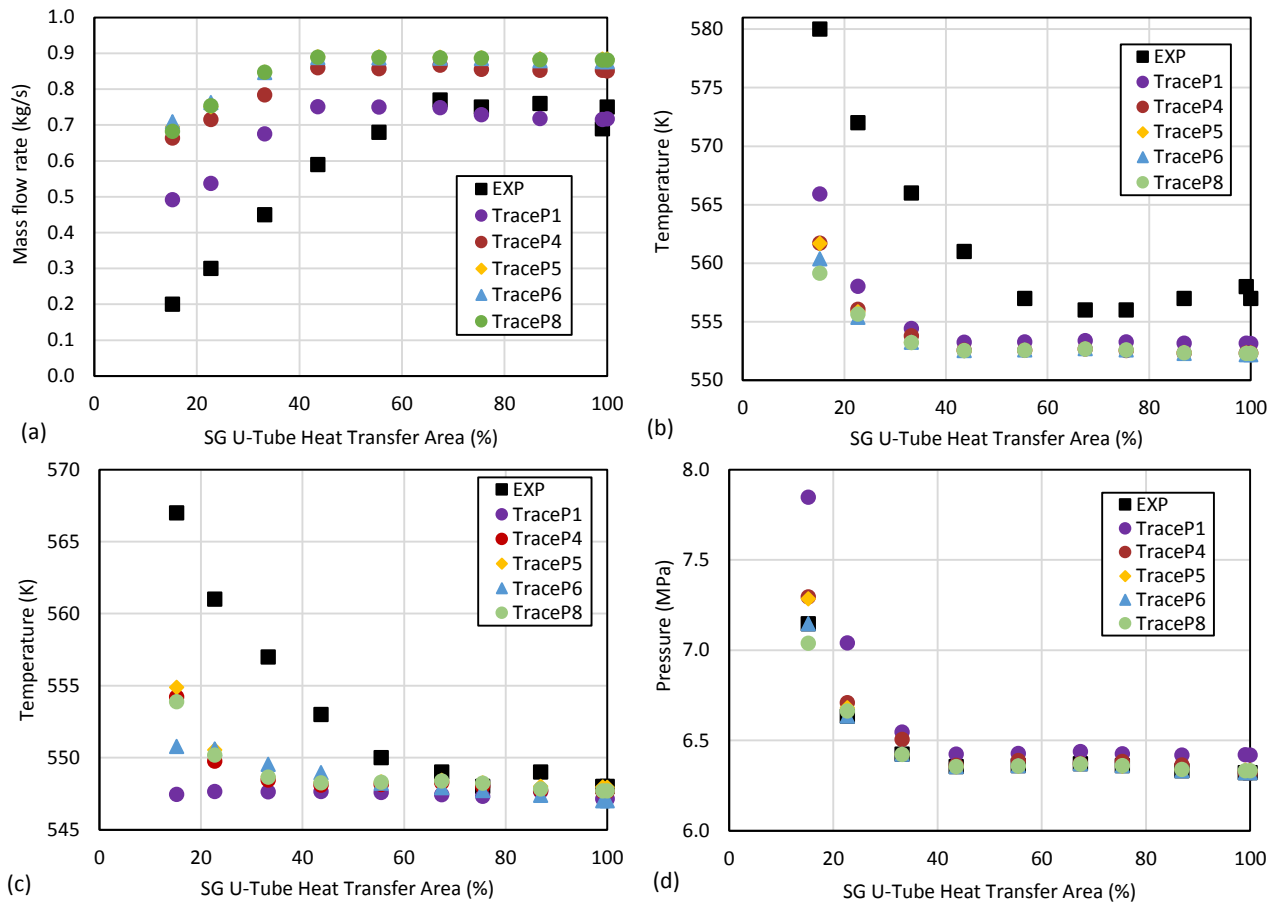 1.0
0.9
0.8
0.7
0.6
0.5
0.4
0.3
0.2
0.1
0.0
Mass flow rate (kg/s)
EXP
TraceP1
TraceP4
TraceP5
TraceP6
TraceP8
0 20 40 60 80 100
(a)
SG U-Tube Heat Transfer Area (%)
580
575
570
565
560
555
550
Temperature (K)
EXP
TraceP1
TraceP4
TraceP5
TraceP6
TraceP8
0 20 40 60 80 100
(b)
SG U-Tube Heat Transfer Area (%)
570
565
560
555
550
545
Temperature (K)
EXP
TraceP1
TraceP4
TraceP5
TraceP6
TraceP8
0 20 40 60 80 100
(c)
SG U-Tube Heat Transfer Area (%)
8.0
7.5
7.0
6.5
6.0
Pressure (MPa)
EXP
TraceP1
TraceP4
TraceP5
TraceP6
TraceP8
0 20 40 60 80 100
(d)
SG U-Tube Heat Transfer Area (%)